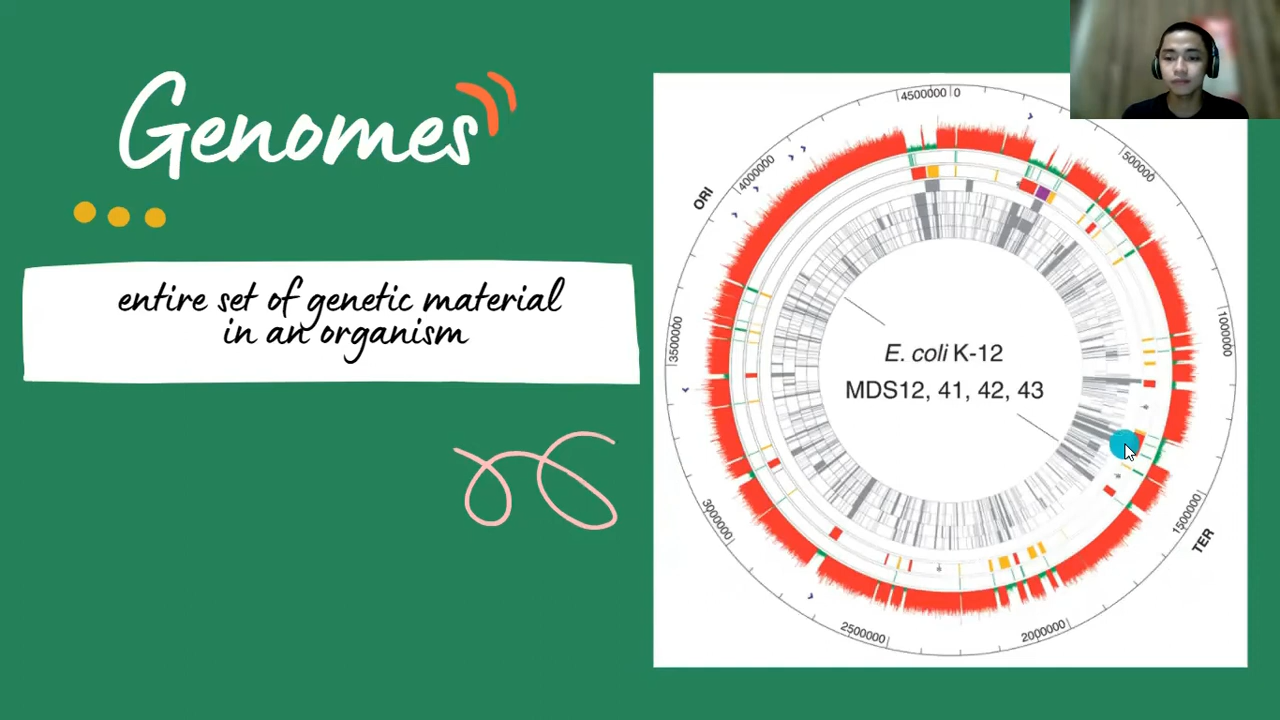 Genomes
entire set of genetic material
in an organism
4500000
0
500000
1000000
1500000
TER
2000000
2500000
3000000
3500000
ORI
4000000
E. coli K-12
MDS12, 41, 42, 43